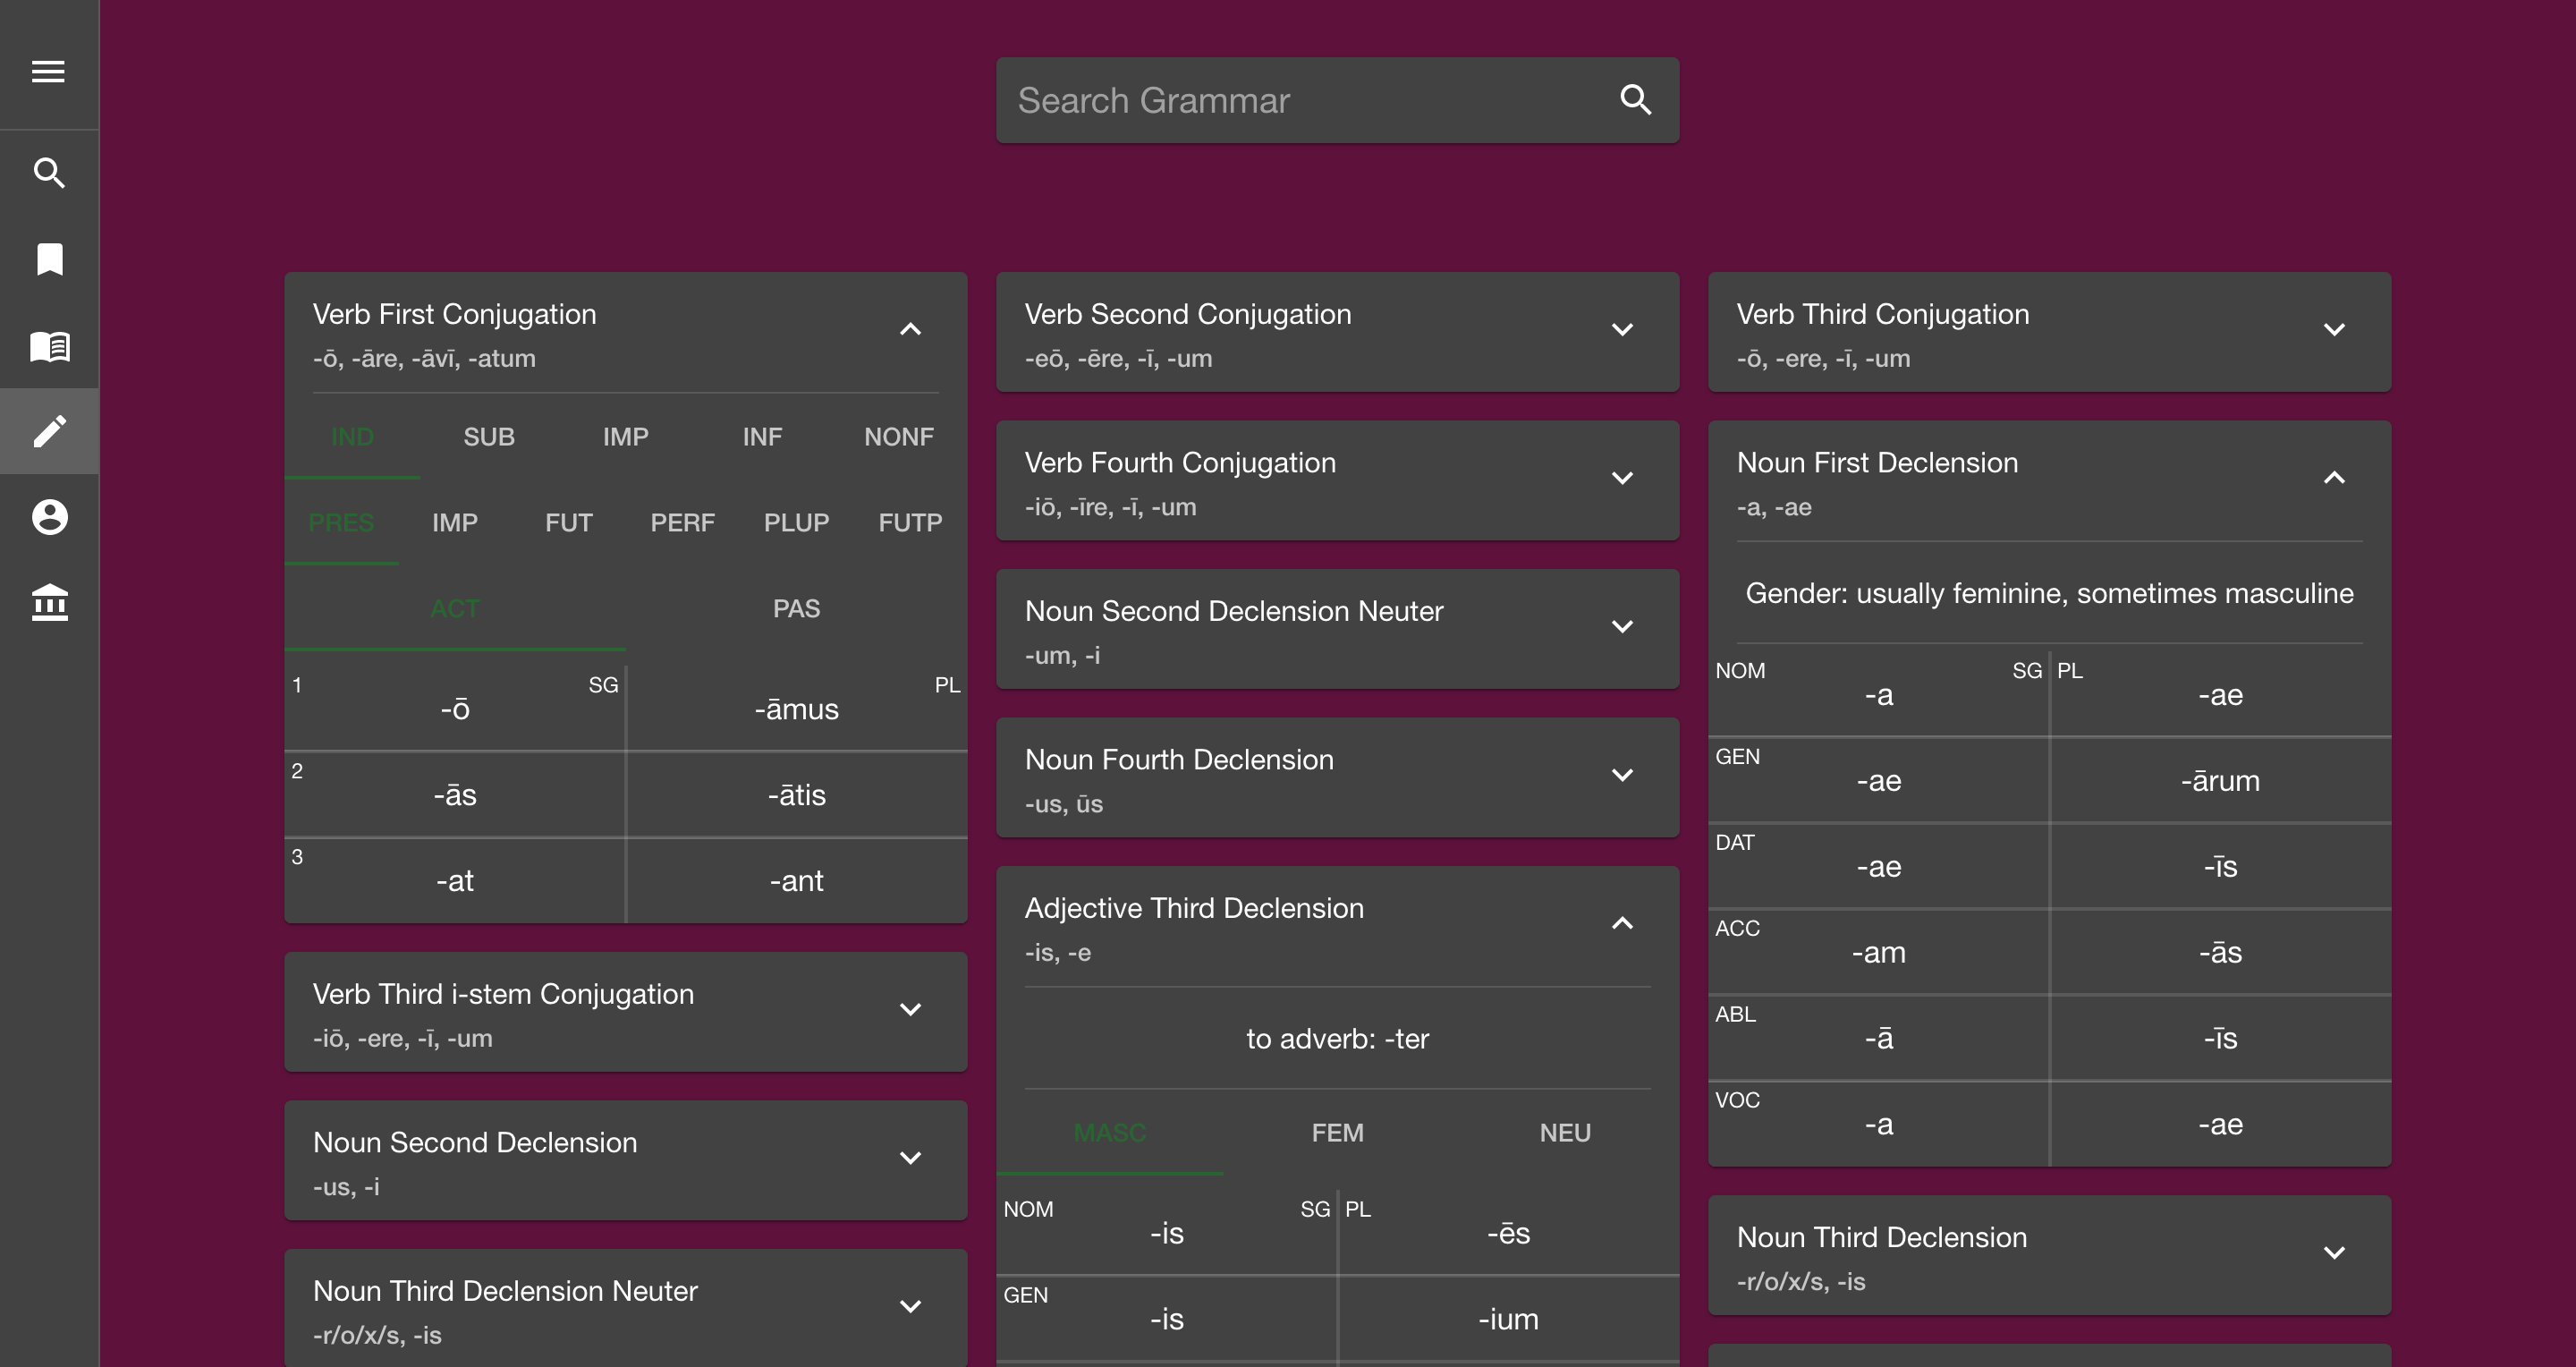 Search Grammar
Verb First Conjugation
-ō, -āre, -āvī, -atum
IND SUB IMP INF NONF
PRES IMP FUT PERF PLUP FUTP
ACT PAS
1 -ō SG -āmus PL
2 -ās -ātis
3 -at -ant
Verb Third i-stem Conjugation
-iō, -ere, -ī, -um
Noun Second Declension
-us, -i
Noun Third Declension Neuter
-r/o/x/s, -is
Verb Second Conjugation
-eō, -ēre, -ī, -um
Verb Fourth Conjugation
-iō, -īre, -ī, -um
Noun Second Declension Neuter
-um, -i
Noun Fourth Declension
-us, ūs
Adjective Third Declension
-is, -e
to adverb: -ter
MASC FEM NEU
NOM -is SG PL -ēs
GEN -is -ium
Verb Third Conjugation
-ō, -ere, -ī, -um
Noun First Declension
-a, -ae
Gender: usually feminine, sometimes masculine
NOM -a SG PL -ae
GEN -ae -ārum
DAT -ae -īs
ACC -am -ās
ABL -ā -īs
VOC -a -ae
Noun Third Declension
-r/o/x/s, -is